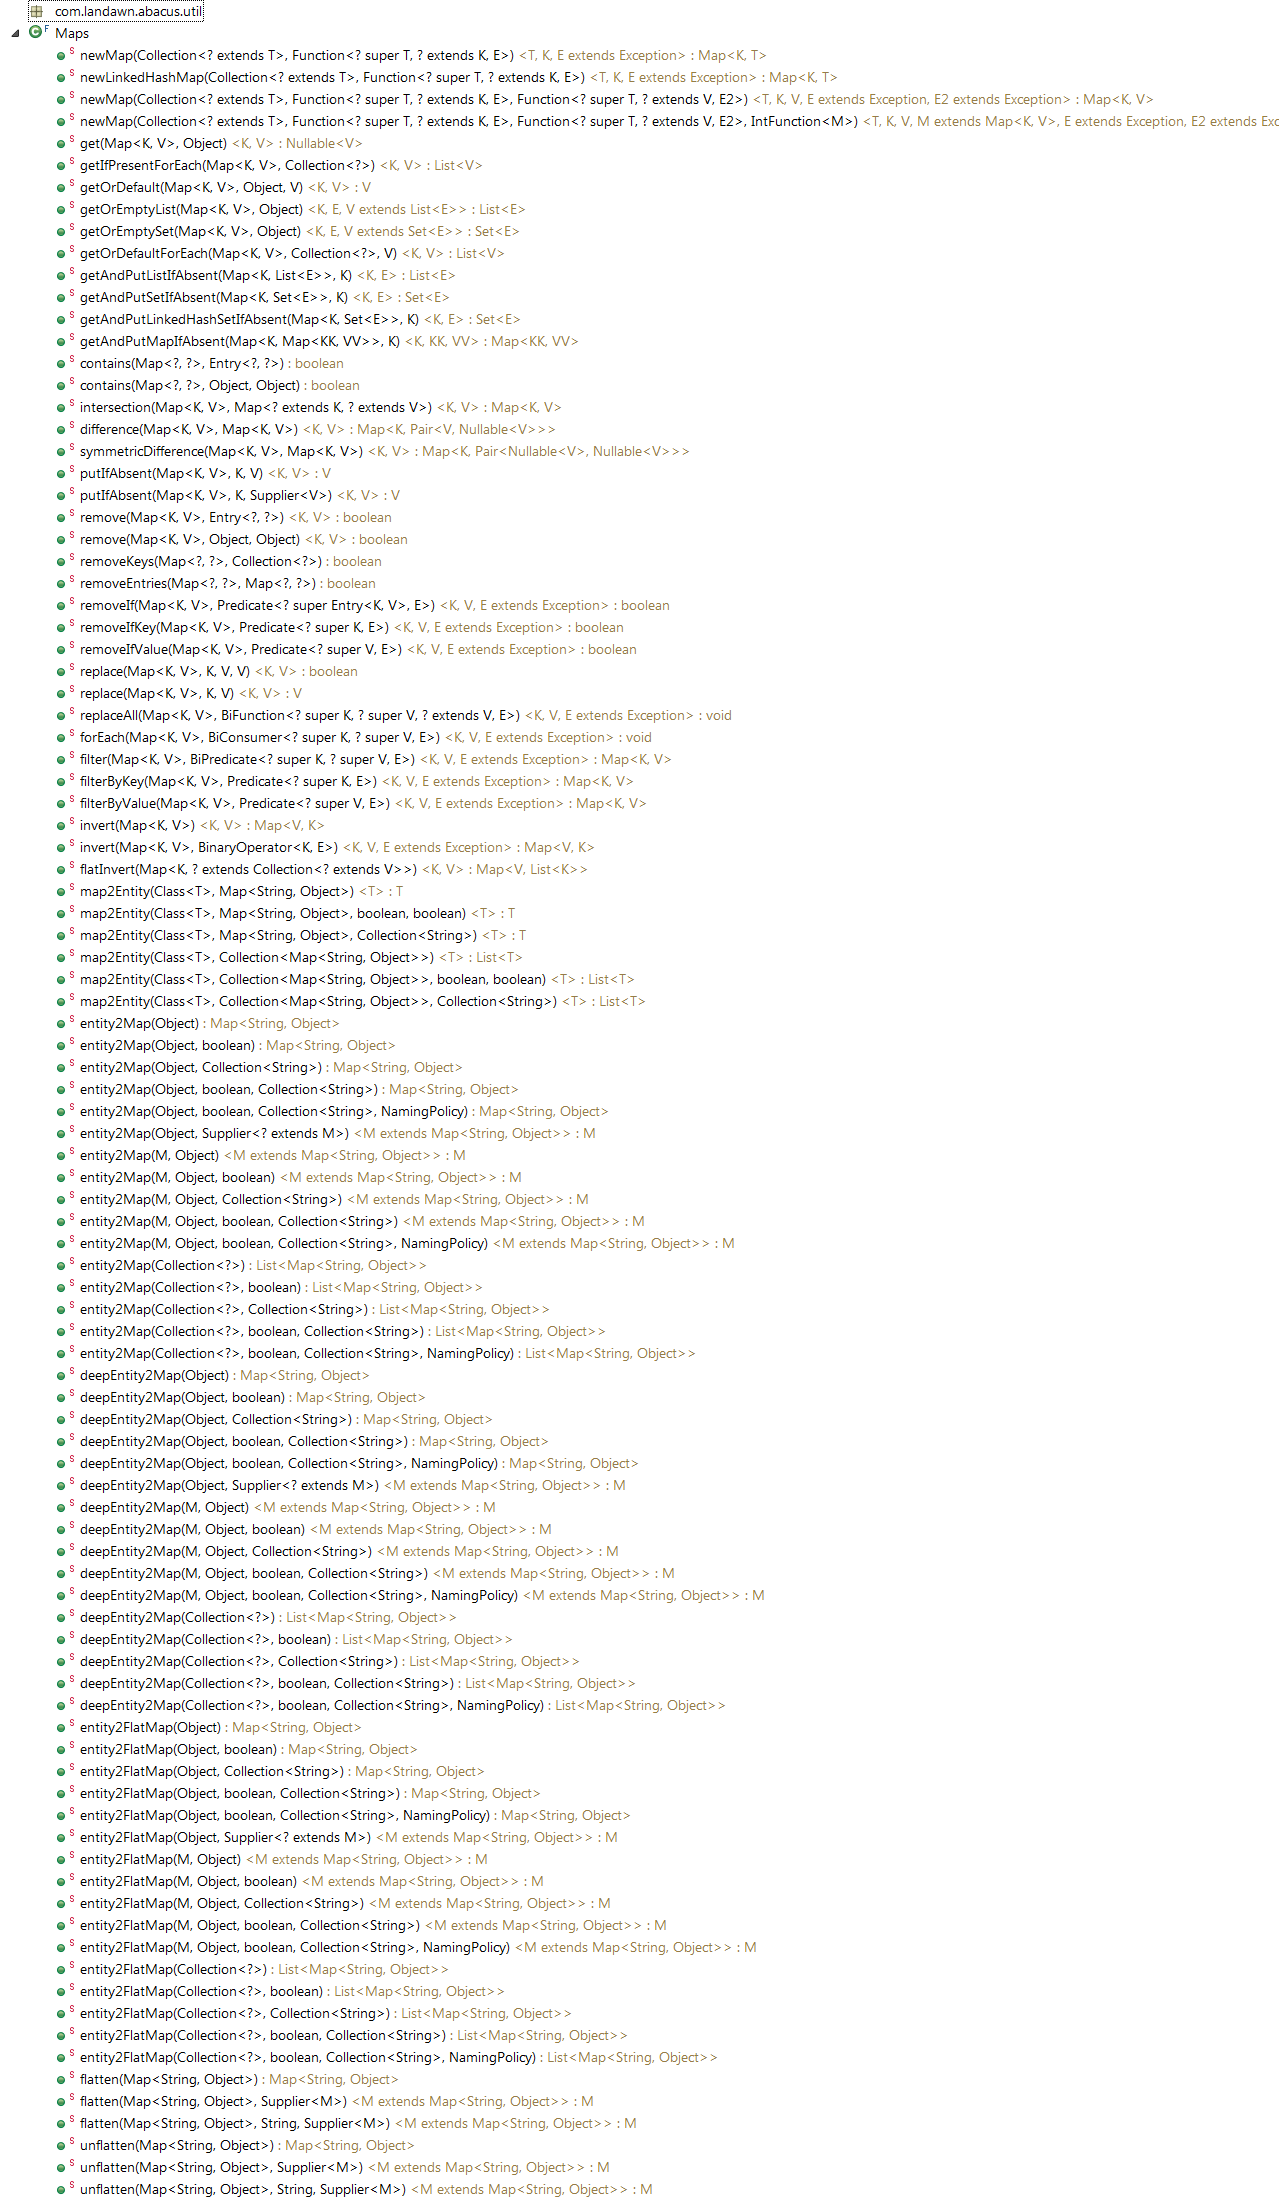 com.landawn.abacus.util
C F Maps
S newMap(Collection<? extends T>, Function<? super T, ? extends K, E>) <T, K, E extends Exception> : Map<K, T>
S newLinkedHashMap(Collection<? extends T>, Function<? super T, ? extends K, E>) <T, K, E extends Exception> : Map<K, T>
S newMap(Collection<? extends T>, Function<? super T, ? extends K, E>, Function<? super T, ? extends V, E2>) <T, K, V, E extends Exception, E2 extends Exception> : Map<K, V>
S newMap(Collection<? extends T>, Function<? super T, ? extends K, E>, Function<? super T, ? extends V, E2>, IntFunction<M>) <T, K, V, M extends Map<K, V>, E extends Exception, E2 extends Exc
S get(Map<K, V>, Object) <K, V> : Nullable<V>
S getIfPresentForEach(Map<K, V>, Collection<?>) <K, V> : List<V>
S getOrDefault(Map<K, V>, Object, V) <K, V> : V
S getOrEmptyList(Map<K, V>, Object) <K, E, V extends List<E>> : List<E>
S getOrEmptySet(Map<K, V>, Object) <K, E, V extends Set<E>> : Set<E>
S getOrDefaultForEach(Map<K, V>, Collection<?>, V) <K, V> : List<V>
S getAndPutListIfAbsent(Map<K, List<E>>, K) <K, E> : List<E>
S getAndPutSetIfAbsent(Map<K, Set<E>>, K) <K, E> : Set<E>
S getAndPutLinkedHashSetIfAbsent(Map<K, Set<E>>, K) <K, E> : Set<E>
S getAndPutMapIfAbsent(Map<K, Map<KK, VV>>, K) <K, KK, VV> : Map<KK, VV>
S contains(Map<?, ?>, Entry<?, ?>) : boolean
S contains(Map<?, ?>, Object, Object) : boolean
S intersection(Map<K, V>, Map<? extends K, ? extends V>) <K, V> : Map<K, V>
S difference(Map<K, V>, Map<K, V>) <K, V> : Map<K, Pair<V, Nullable<V>>>
S symmetricDifference(Map<K, V>, Map<K, V>) <K, V> : Map<K, Pair<Nullable<V>, Nullable<V>>>
S putIfAbsent(Map<K, V>, K, V) <K, V> : V
S putIfAbsent(Map<K, V>, K, Supplier<V>) <K, V> : V
S remove(Map<K, V>, Entry<?, ?>) <K, V> : boolean
S remove(Map<K, V>, Object, Object) <K, V> : boolean
S removeKeys(Map<?, ?>, Collection<?>) : boolean
S removeEntries(Map<?, ?>, Map<?, ?>) : boolean
S removeIf(Map<K, V>, Predicate<? super Entry<K, V>, E>) <K, V, E extends Exception> : boolean
S removeIfKey(Map<K, V>, Predicate<? super K, E>) <K, V, E extends Exception> : boolean
S removeIfValue(Map<K, V>, Predicate<? super V, E>) <K, V, E extends Exception> : boolean
S replace(Map<K, V>, K, V, V) <K, V> : boolean
S replace(Map<K, V>, K, V) <K, V> : V
S replaceAll(Map<K, V>, BiFunction<? super K, ? super V, ? extends V, E>) <K, V, E extends Exception> : void
S forEach(Map<K, V>, BiConsumer<? super K, ? super V, E>) <K, V, E extends Exception> : void
S filter(Map<K, V>, BiPredicate<? super K, ? super V, E>) <K, V, E extends Exception> : Map<K, V>
S filterByKey(Map<K, V>, Predicate<? super K, E>) <K, V, E extends Exception> : Map<K, V>
S filterByValue(Map<K, V>, Predicate<? super V, E>) <K, V, E extends Exception> : Map<K, V>
S invert(Map<K, V>) <K, V> : Map<V, K>
S invert(Map<K, V>, BinaryOperator<K, E>) <K, V, E extends Exception> : Map<V, K>
S flatInvert(Map<K, ? extends Collection<? extends V>>) <K, V> : Map<V, List<K>>
S map2Entity(Class<T>, Map<String, Object>) <T> : T
S map2Entity(Class<T>, Map<String, Object>, boolean, boolean) <T> : T
S map2Entity(Class<T>, Map<String, Object>, Collection<String>) <T> : T
S map2Entity(Class<T>, Collection<Map<String, Object>>) <T> : List<T>
S map2Entity(Class<T>, Collection<Map<String, Object>>, boolean, boolean) <T> : List<T>
S map2Entity(Class<T>, Collection<Map<String, Object>>, Collection<String>) <T> : List<T>
S entity2Map(Object) : Map<String, Object>
S entity2Map(Object, boolean) : Map<String, Object>
S entity2Map(Object, Collection<String>) : Map<String, Object>
S entity2Map(Object, boolean, Collection<String>) : Map<String, Object>
S entity2Map(Object, boolean, Collection<String>, NamingPolicy) : Map<String, Object>
S entity2Map(Object, Supplier<? extends M>) <M extends Map<String, Object>> : M
S entity2Map(M, Object) <M extends Map<String, Object>> : M
S entity2Map(M, Object, boolean) <M extends Map<String, Object>> : M
S entity2Map(M, Object, Collection<String>) <M extends Map<String, Object>> : M
S entity2Map(M, Object, boolean, Collection<String>) <M extends Map<String, Object>> : M
S entity2Map(M, Object, boolean, Collection<String>, NamingPolicy) <M extends Map<String, Object>> : M
S entity2Map(Collection<?>) : List<Map<String, Object>>
S entity2Map(Collection<?>, boolean) : List<Map<String, Object>>
S entity2Map(Collection<?>, Collection<String>) : List<Map<String, Object>>
S entity2Map(Collection<?>, boolean, Collection<String>) : List<Map<String, Object>>
S entity2Map(Collection<?>, boolean, Collection<String>, NamingPolicy) : List<Map<String, Object>>
S deepEntity2Map(Object) : Map<String, Object>
S deepEntity2Map(Object, boolean) : Map<String, Object>
S deepEntity2Map(Object, Collection<String>) : Map<String, Object>
S deepEntity2Map(Object, boolean, Collection<String>) : Map<String, Object>
S deepEntity2Map(Object, boolean, Collection<String>, NamingPolicy) : Map<String, Object>
S deepEntity2Map(Object, Supplier<? extends M>) <M extends Map<String, Object>> : M
S deepEntity2Map(M, Object) <M extends Map<String, Object>> : M
S deepEntity2Map(M, Object, boolean) <M extends Map<String, Object>> : M
S deepEntity2Map(M, Object, Collection<String>) <M extends Map<String, Object>> : M
S deepEntity2Map(M, Object, boolean, Collection<String>) <M extends Map<String, Object>> : M
S deepEntity2Map(M, Object, boolean, Collection<String>, NamingPolicy) <M extends Map<String, Object>> : M
S deepEntity2Map(Collection<?>) : List<Map<String, Object>>
S deepEntity2Map(Collection<?>, boolean) : List<Map<String, Object>>
S deepEntity2Map(Collection<?>, Collection<String>) : List<Map<String, Object>>
S deepEntity2Map(Collection<?>, boolean, Collection<String>) : List<Map<String, Object>>
S deepEntity2Map(Collection<?>, boolean, Collection<String>, NamingPolicy) : List<Map<String, Object>>
S entity2FlatMap(Object) : Map<String, Object>
S entity2FlatMap(Object, boolean) : Map<String, Object>
S entity2FlatMap(Object, Collection<String>) : Map<String, Object>
S entity2FlatMap(Object, boolean, Collection<String>) : Map<String, Object>
S entity2FlatMap(Object, boolean, Collection<String>, NamingPolicy) : Map<String, Object>
S entity2FlatMap(Object, Supplier<? extends M>) <M extends Map<String, Object>> : M
S entity2FlatMap(M, Object) <M extends Map<String, Object>> : M
S entity2FlatMap(M, Object, boolean) <M extends Map<String, Object>> : M
S entity2FlatMap(M, Object, Collection<String>) <M extends Map<String, Object>> : M
S entity2FlatMap(M, Object, boolean, Collection<String>) <M extends Map<String, Object>> : M
S entity2FlatMap(M, Object, boolean, Collection<String>, NamingPolicy) <M extends Map<String, Object>> : M
S entity2FlatMap(Collection<?>) : List<Map<String, Object>>
S entity2FlatMap(Collection<?>, boolean) : List<Map<String, Object>>
S entity2FlatMap(Collection<?>, Collection<String>) : List<Map<String, Object>>
S entity2FlatMap(Collection<?>, boolean, Collection<String>) : List<Map<String, Object>>
S entity2FlatMap(Collection<?>, boolean, Collection<String>, NamingPolicy) : List<Map<String, Object>>
S flatten(Map<String, Object>) : Map<String, Object>
S flatten(Map<String, Object>, Supplier<M>) <M extends Map<String, Object>> : M
S flatten(Map<String, Object>, String, Supplier<M>) <M extends Map<String, Object>> : M
S unflatten(Map<String, Object>) : Map<String, Object>
S unflatten(Map<String, Object>, Supplier<M>) <M extends Map<String, Object>> : M
S unflatten(Map<String, Object>, String, Supplier<M>) <M extends Map<String, Object>> : M